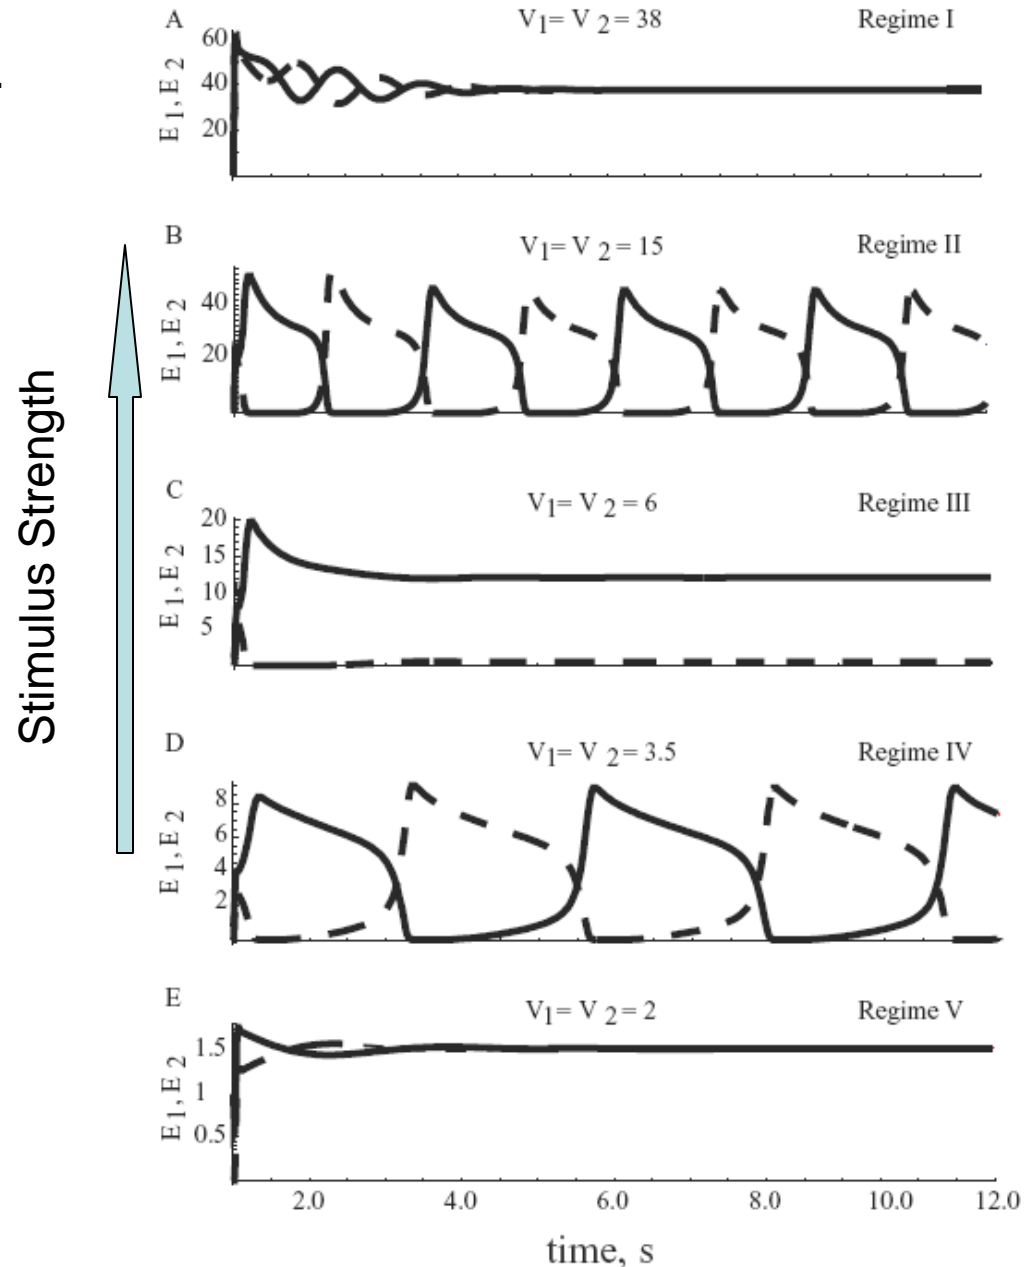 Stimulus Strength
A
V1= V 2 = 38
Regime I
E 1, E 2
60
40
20
B
V1= V 2 = 15
Regime II
E 1, E 2
40
20
C
V1= V 2 = 6
Regime III
E 1, E 2
20
15
10
5
D
V1= V 2 = 3.5
Regime IV
E 1, E 2
8
6
4
2
E
V1= V 2 = 2
Regime V
E 1, E 2
1.5
1
0.5
2.0 4.0 6.0 8.0 10.0 12.0
time, s